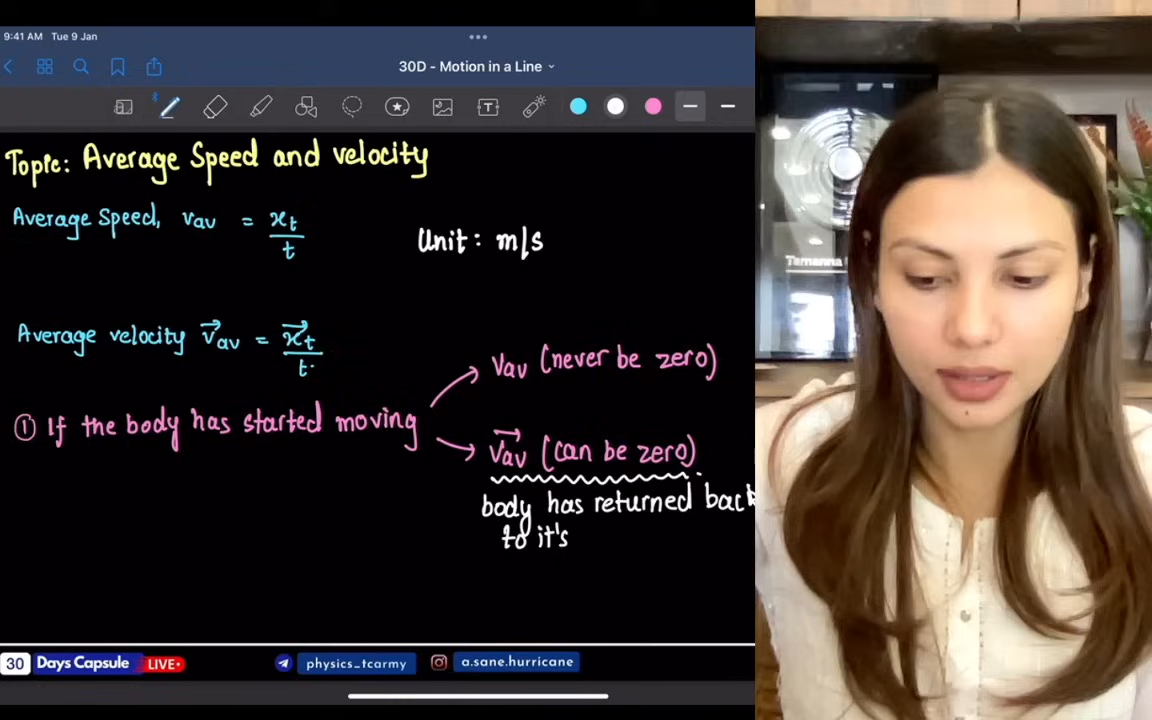 9:41 AM Tue 9 Jan
30D - Motion in a Line
Topic: Average Speed and velocity
Average Speed, vav = xt/t
Unit: m/s
Average velocity v⃗av = x⃗t/t
① If the body has started moving
vav (never be zero)
v⃗av (can be zero)
body has returned back
to it's
30 Days Capsule LIVE
physics_tcarmy
a.sane.hurricane